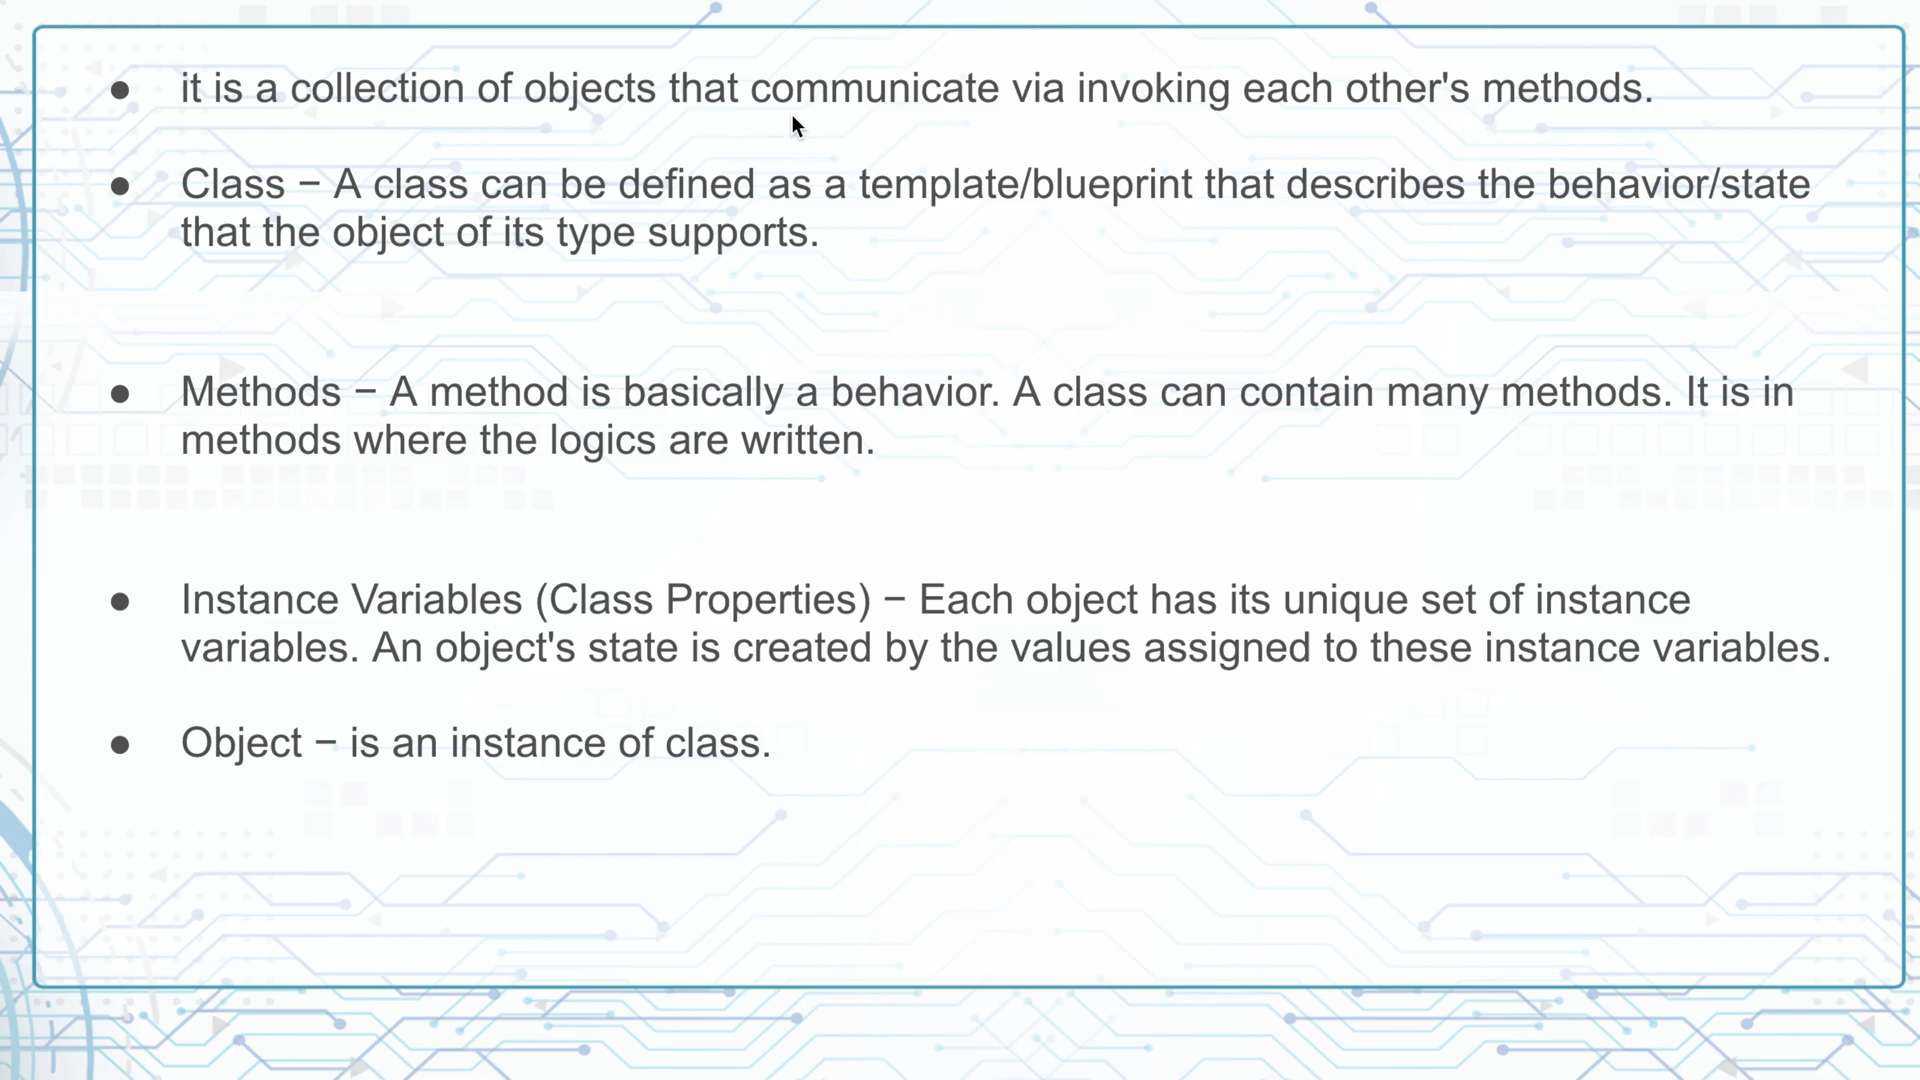 ● it is a collection of objects that communicate via invoking each other's methods.
● Class − A class can be defined as a template/blueprint that describes the behavior/state
that the object of its type supports.
● Methods − A method is basically a behavior. A class can contain many methods. It is in
methods where the logics are written.
● Instance Variables (Class Properties) − Each object has its unique set of instance
variables. An object's state is created by the values assigned to these instance variables.
● Object − is an instance of class.